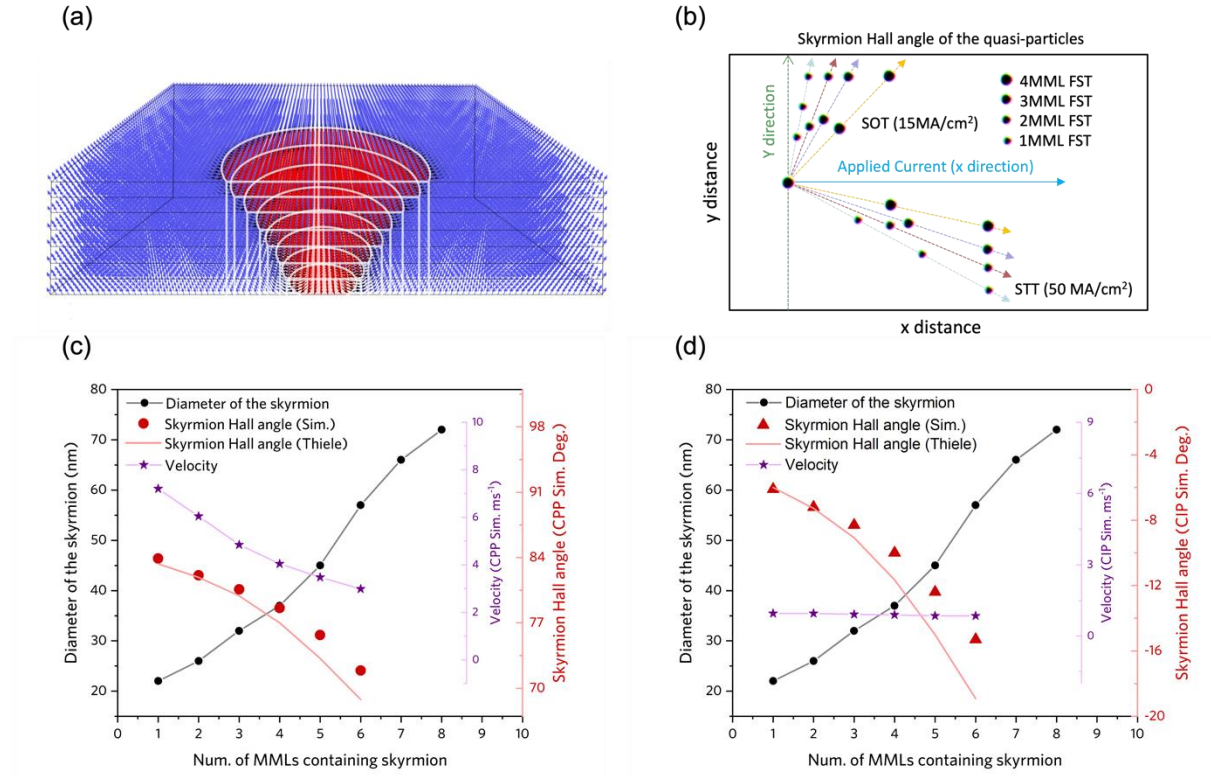 (a)
(b)
Skyrmion Hall angle of the quasi-particles
Y direction
4MML FST
3MML FST
2MML FST
1MML FST
SOT (15MA/cm²)
Applied Current (x direction)
STT (50 MA/cm²)
y distance
x distance
(c)
Diameter of the skyrmion
Skyrmion Hall angle (Sim.)
Skyrmion Hall angle (Thiele)
Velocity
Diameter of the skyrmion (nm)
80
70
60
50
40
30
20
Velocity (CPP Sim. ms⁻¹)
10
8
6
4
2
0
Skyrmion Hall angle (CPP Sim. Deg.)
98
91
84
77
70
0 1 2 3 4 5 6 7 8 9 10
Num. of MMLs containing skyrmion
(d)
Diameter of the skyrmion
Skyrmion Hall angle (Sim.)
Skyrmion Hall angle (Thiele)
Velocity
Diameter of the skyrmion (nm)
80
70
60
50
40
30
20
Velocity (CIP Sim. ms⁻¹)
9
6
3
0
Skyrmion Hall angle (CIP Sim. Deg.)
0
-4
-8
-12
-16
-20
0 1 2 3 4 5 6 7 8 9 10
Num. of MMLs containing skyrmion